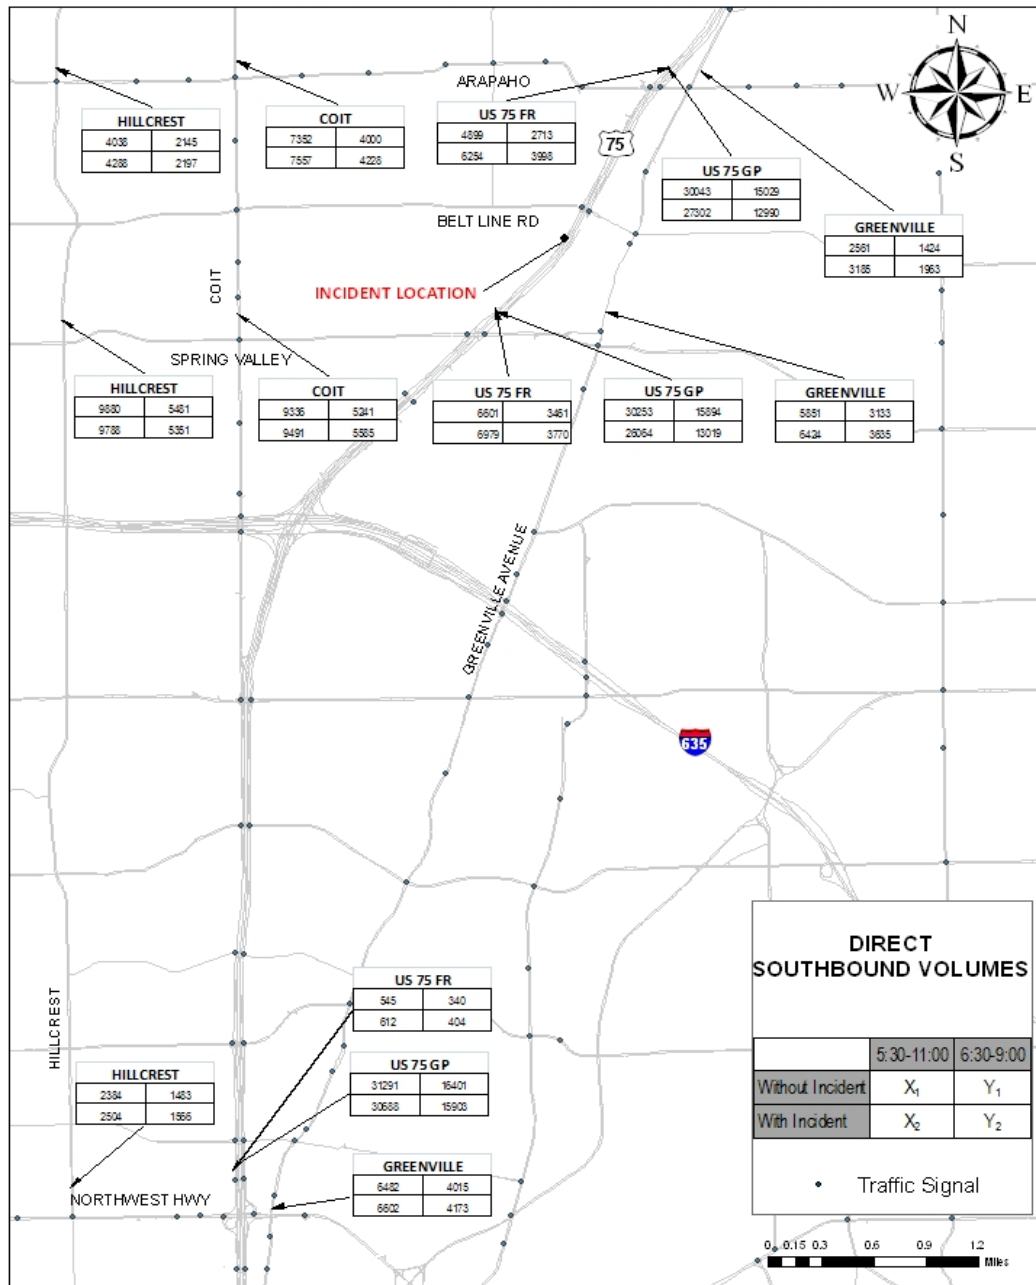 N
W E
S
ARAPAHO
HILLCREST
4038 2145
4288 2197
COIT
7352 4000
7557 4228
US 75 FR
4899 2713
6254 3998
75
US 75 GP
30043 15029
27302 12990
BELT LINE RD
GREENVILLE
2561 1424
3185 1963
COIT
INCIDENT LOCATION
SPRING VALLEY
HILLCREST
9880 5481
9788 5351
COIT
9336 5241
9491 5585
US 75 FR
6601 3461
6979 3770
US 75 GP
30253 15894
26064 13019
GREENVILLE
5851 3133
6424 3635
GREENVILLE AVENUE
635
HILLCREST
US 75 FR
545 340
612 404
US 75 GP
31291 16401
30688 15903
HILLCREST
2384 1483
2504 1566
GREENVILLE
6482 4015
6602 4173
NORTHWEST HWY
DIRECT
SOUTHBOUND VOLUMES
5:30-11:00 6:30-9:00
Without Incident X₁ Y₁
With Incident X₂ Y₂
Traffic Signal
0 0.15 0.3 0.6 0.9 1.2
Miles